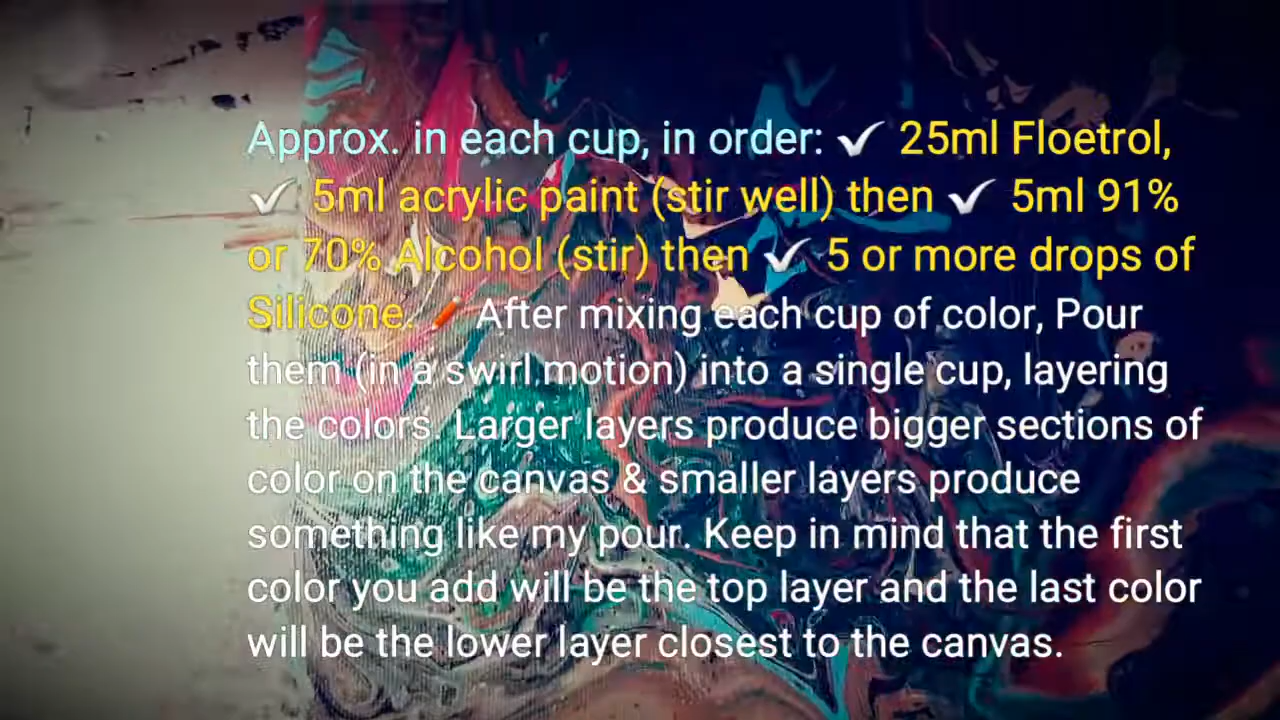 Approx. in each cup, in order: ✔ 25ml Floetrol,
✔ 5ml acrylic paint (stir well) then ✔ 5ml 91%
or 70% Alcohol (stir) then ✔ 5 or more drops of
Silicone. After mixing each cup of color, Pour
them (in a swirl motion) into a single cup, layering
the colors. Larger layers produce bigger sections of
color on the canvas & smaller layers produce
something like my pour. Keep in mind that the first
color you add will be the top layer and the last color
will be the lower layer closest to the canvas.